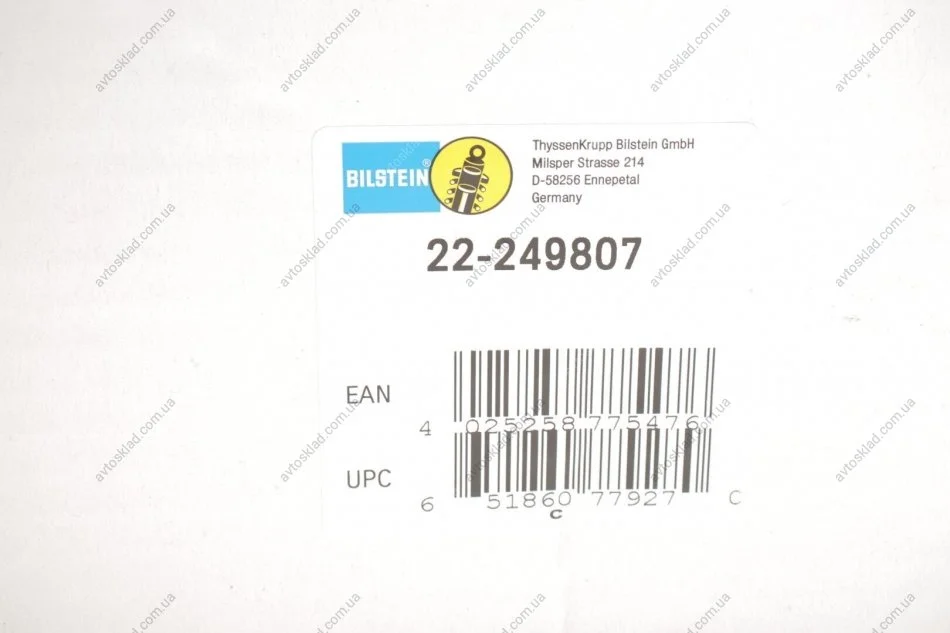 BILSTEIN®
ThyssenKrupp Bilstein GmbH
Milsper Strasse 214
D-58256 Ennepetal
Germany
22-249807
EAN
4 025258 775476
UPC
6 51860 77927 C
C
avtosklad.com.ua